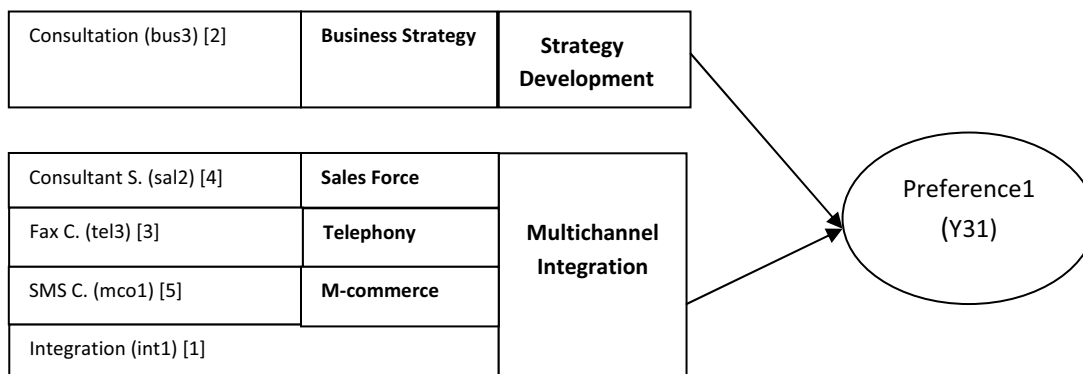 Consultation (bus3) [2]
Business Strategy
Strategy
Development
Consultant S. (sal2) [4]
Sales Force
Fax C. (tel3) [3]
Telephony
SMS C. (mco1) [5]
M-commerce
Integration (int1) [1]
Multichannel
Integration
Preference1
(Y31)